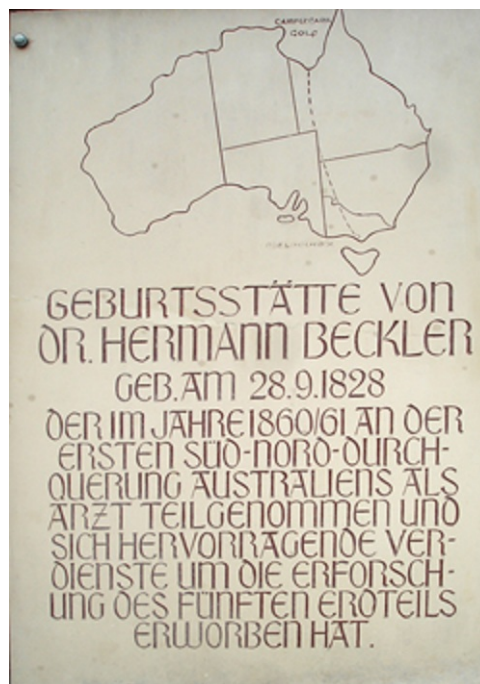 GOLF
GEBURTSSTÄTTE VON
DR. HERMANN BECKLER
GEB. AM 28.9.1828
DER IM JAHRE 1860/61 AN DER
ERSTEN SÜD-NORD-DURCH-
QUERUNG AUSTRALIENS ALS
ARZT TEILGENOMMEN UND
SICH HERVORRAGENDE VER-
DIENSTE UM DIE ERFORSCH-
UNG DES FÜNFTEN ERDTEILS
ERWORBEN HAT.